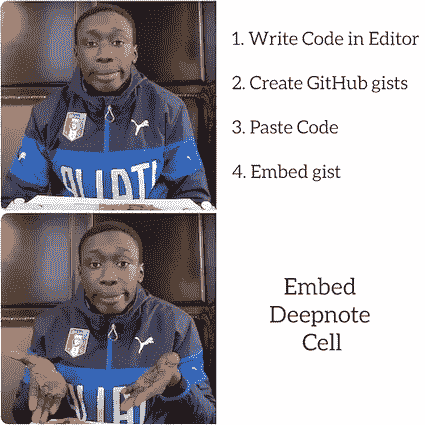 1. Write Code in Editor
2. Create GitHub gists
3. Paste Code
4. Embed gist
Embed
Deepnote
Cell